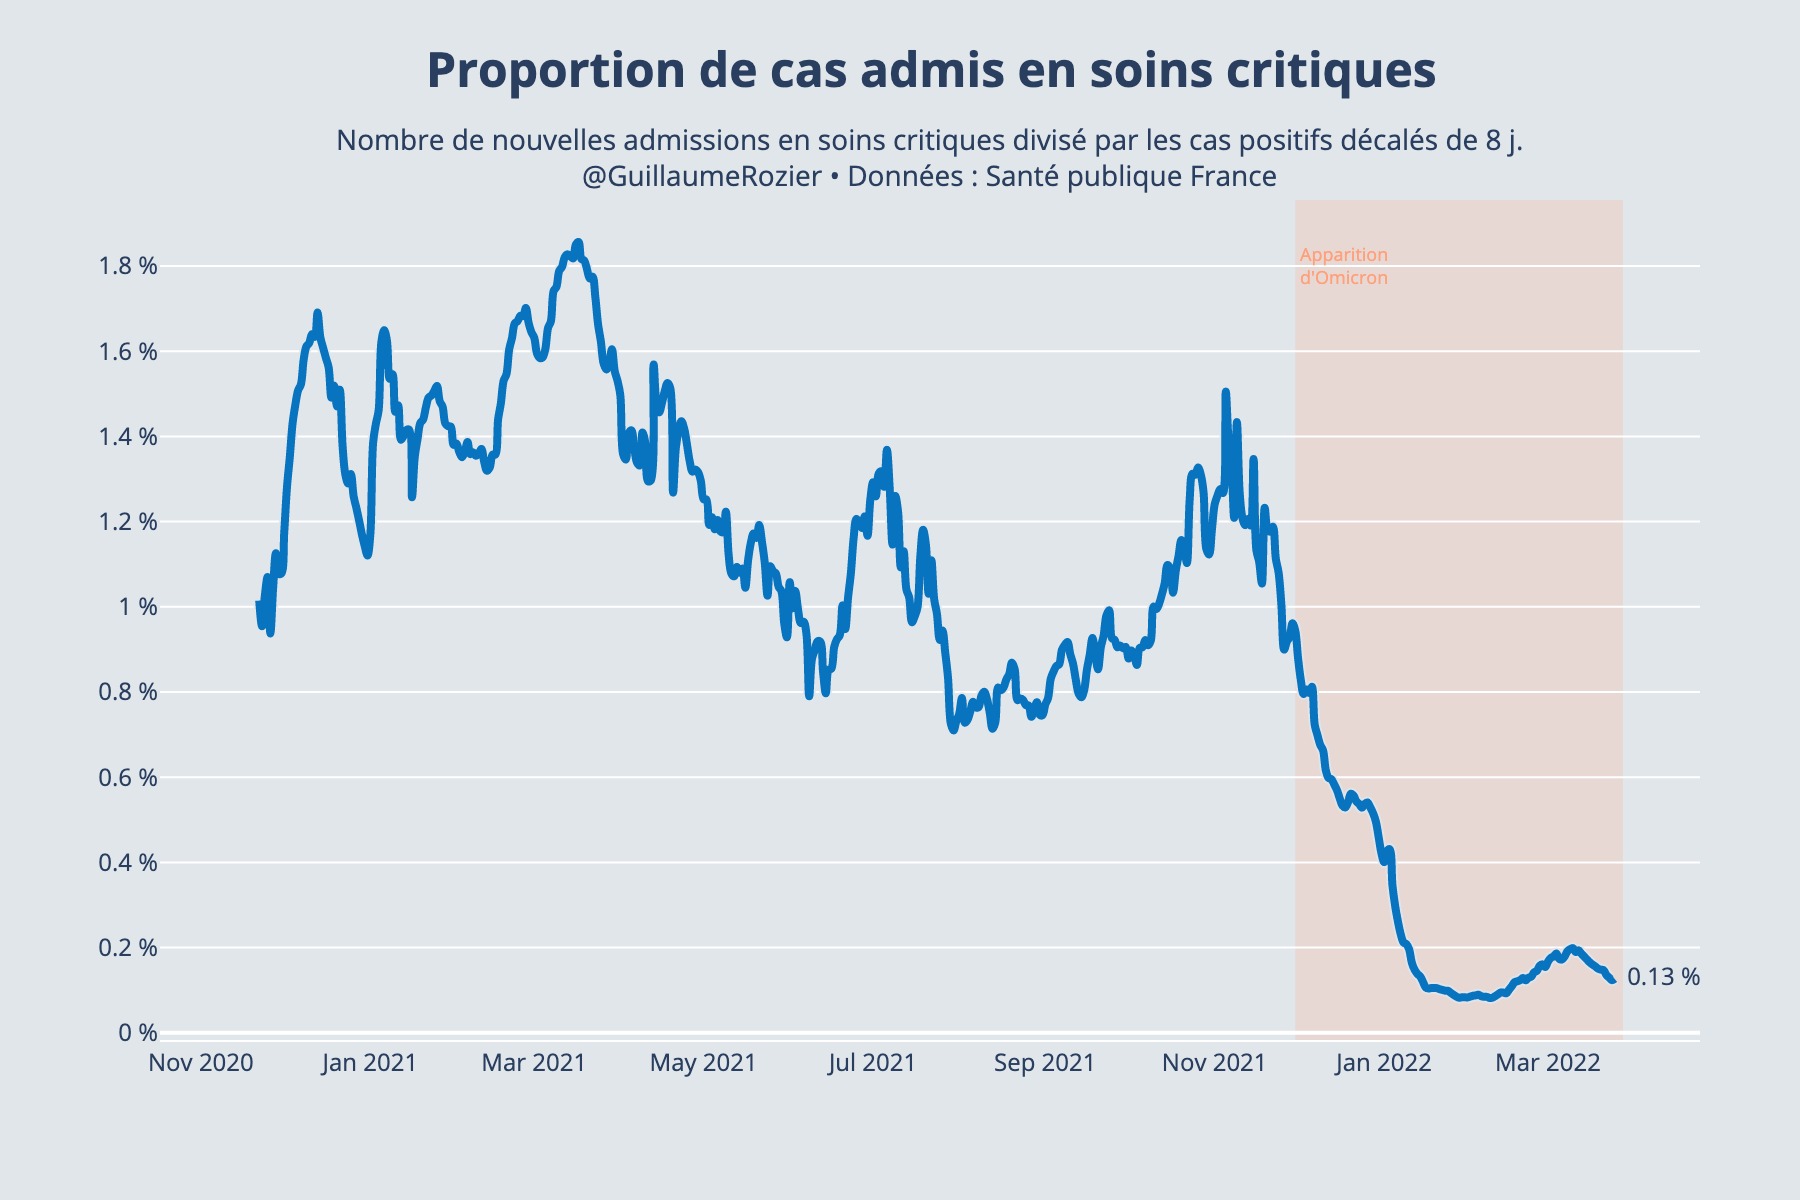 Proportion de cas admis en soins critiques
Nombre de nouvelles admissions en soins critiques divisé par les cas positifs décalés de 8 j.
@GuillaumeRozier • Données : Santé publique France
Apparition
d'Omicron
1.8 %
1.6 %
1.4 %
1.2 %
1 %
0.8 %
0.6 %
0.4 %
0.2 %
0.13 %
0 %
Nov 2020 Jan 2021 Mar 2021 May 2021 Jul 2021 Sep 2021 Nov 2021 Jan 2022 Mar 2022